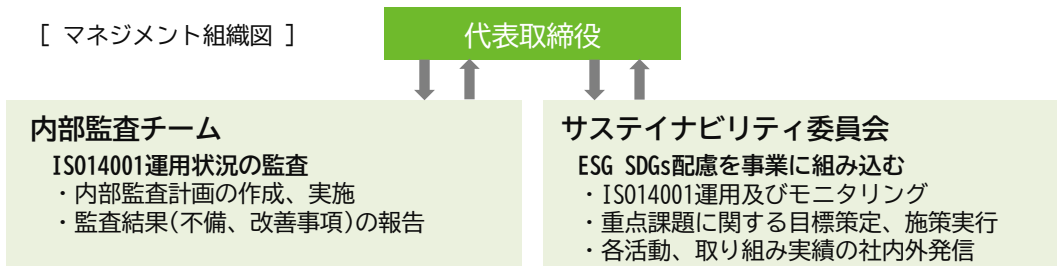 [ マネジメント組織図 ]
代表取締役
内部監査チーム
ISO14001運用状況の監査
・内部監査計画の作成、実施
・監査結果(不備、改善事項)の報告
サステイナビリティ委員会
ESG SDGs配慮を事業に組み込む
・ISO14001運用及びモニタリング
・重点課題に関する目標策定、施策実行
・各活動、取り組み実績の社内外発信